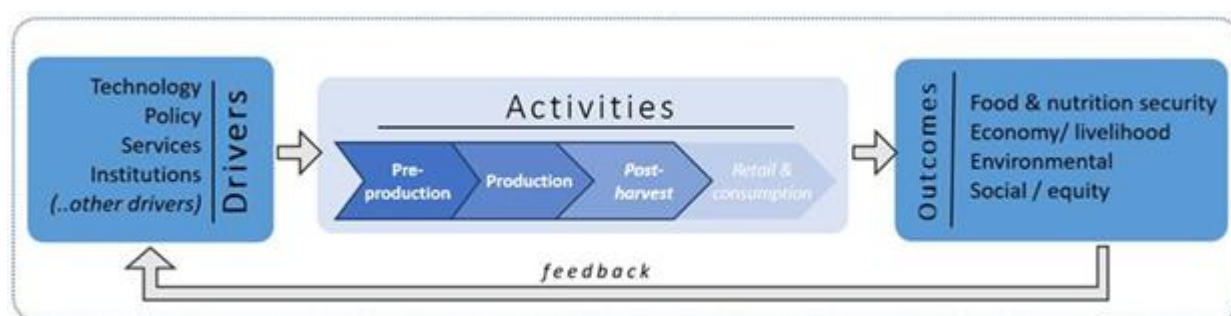 Technology
Policy
Services
Institutions
(..other drivers)
Drivers
Activities
Pre-
production
Production
Post-
harvest
Retail &
consumption
Outcomes
Food & nutrition security
Economy/ livelihood
Environmental
Social / equity
feedback